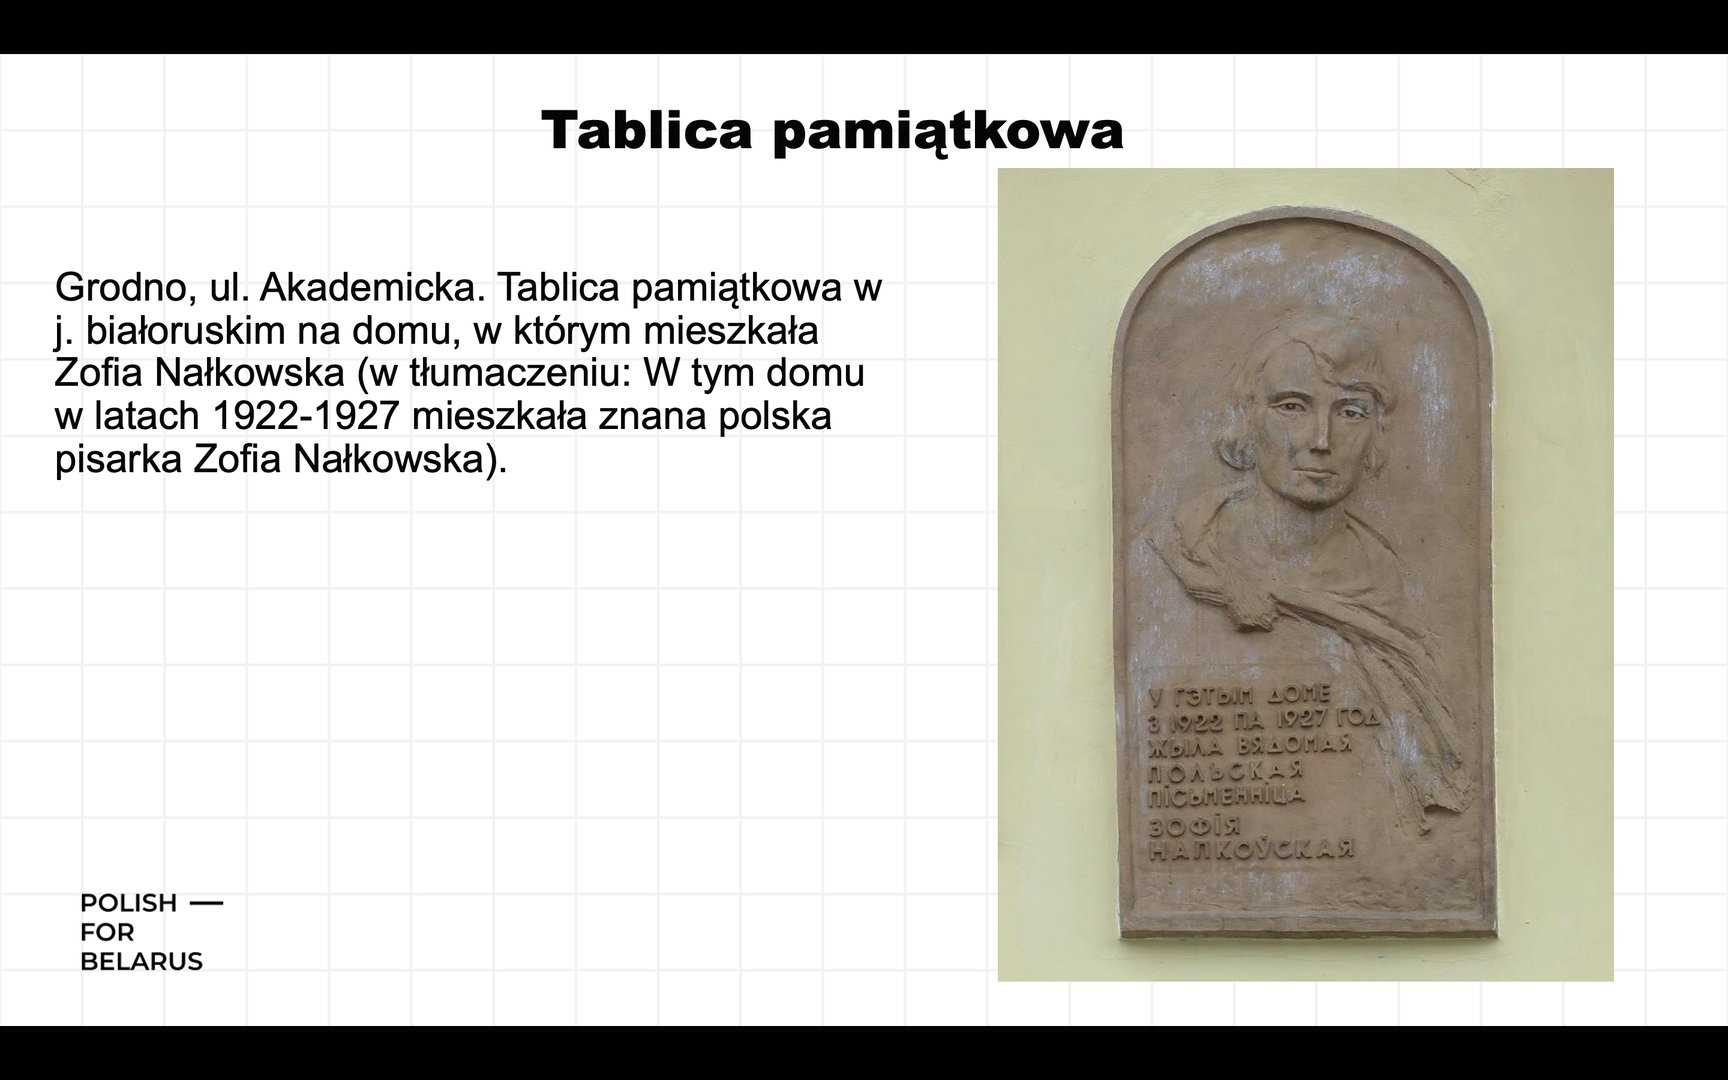 Tablica pamiątkowa
Grodno, ul. Akademicka. Tablica pamiątkowa w
j. białoruskim na domu, w którym mieszkała
Zofia Nałkowska (w tłumaczeniu: W tym domu
w latach 1922-1927 mieszkała znana polska
pisarka Zofia Nałkowska).
У ГЭТЫМ ДОМЕ
З 1922 ПА 1927 ГОД
ЖЫЛА ВЯДОМАЯ
ПОЛЬСКАЯ
ПІСЬМЕННІЦА
ЗОФІЯ
НАЛКОЎСКАЯ
POLISH —
FOR
BELARUS